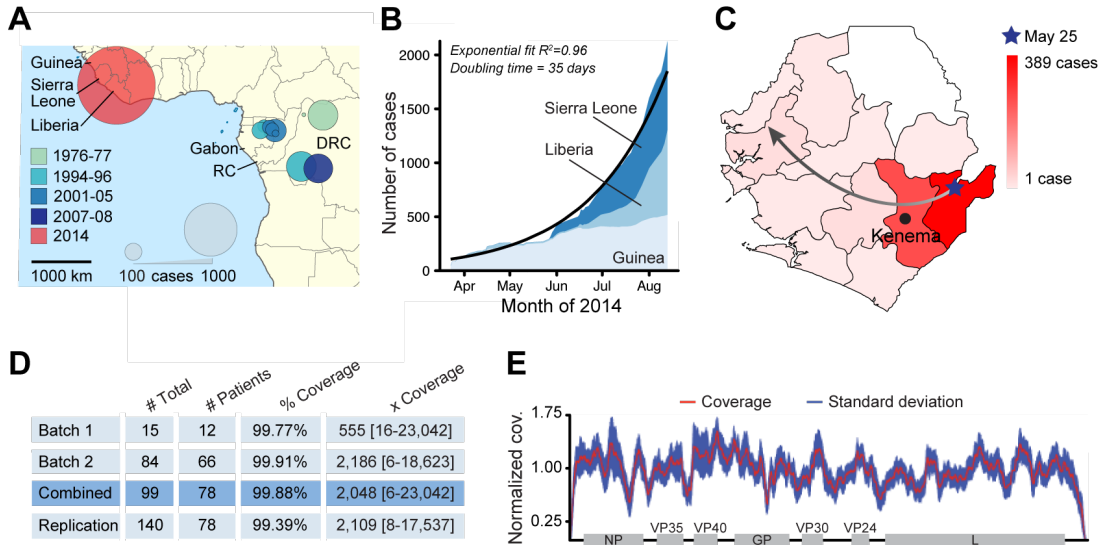 A
Guinea
Sierra
Leone
Liberia
Gabon
RC
DRC
1976-77
1994-96
2001-05
2007-08
2014
1000 km
100 cases 1000
B
Exponential fit R²=0.96
Doubling time = 35 days
Number of cases
2000
1500
1000
500
0
Sierra Leone
Liberia
Guinea
Apr May Jun Jul Aug
Month of 2014
C
May 25
389 cases
1 case
Kenema
D
# Total # Patients % Coverage x Coverage
Batch 1 15 12 99.77% 555 [16-23,042]
Batch 2 84 66 99.91% 2,186 [6-18,623]
Combined 99 78 99.88% 2,048 [6-23,042]
Replication 140 78 99.39% 2,109 [8-17,537]
E
Coverage Standard deviation
Normalized cov.
1.75
1.00
0.25
NP VP35 VP40 GP VP30 VP24 L